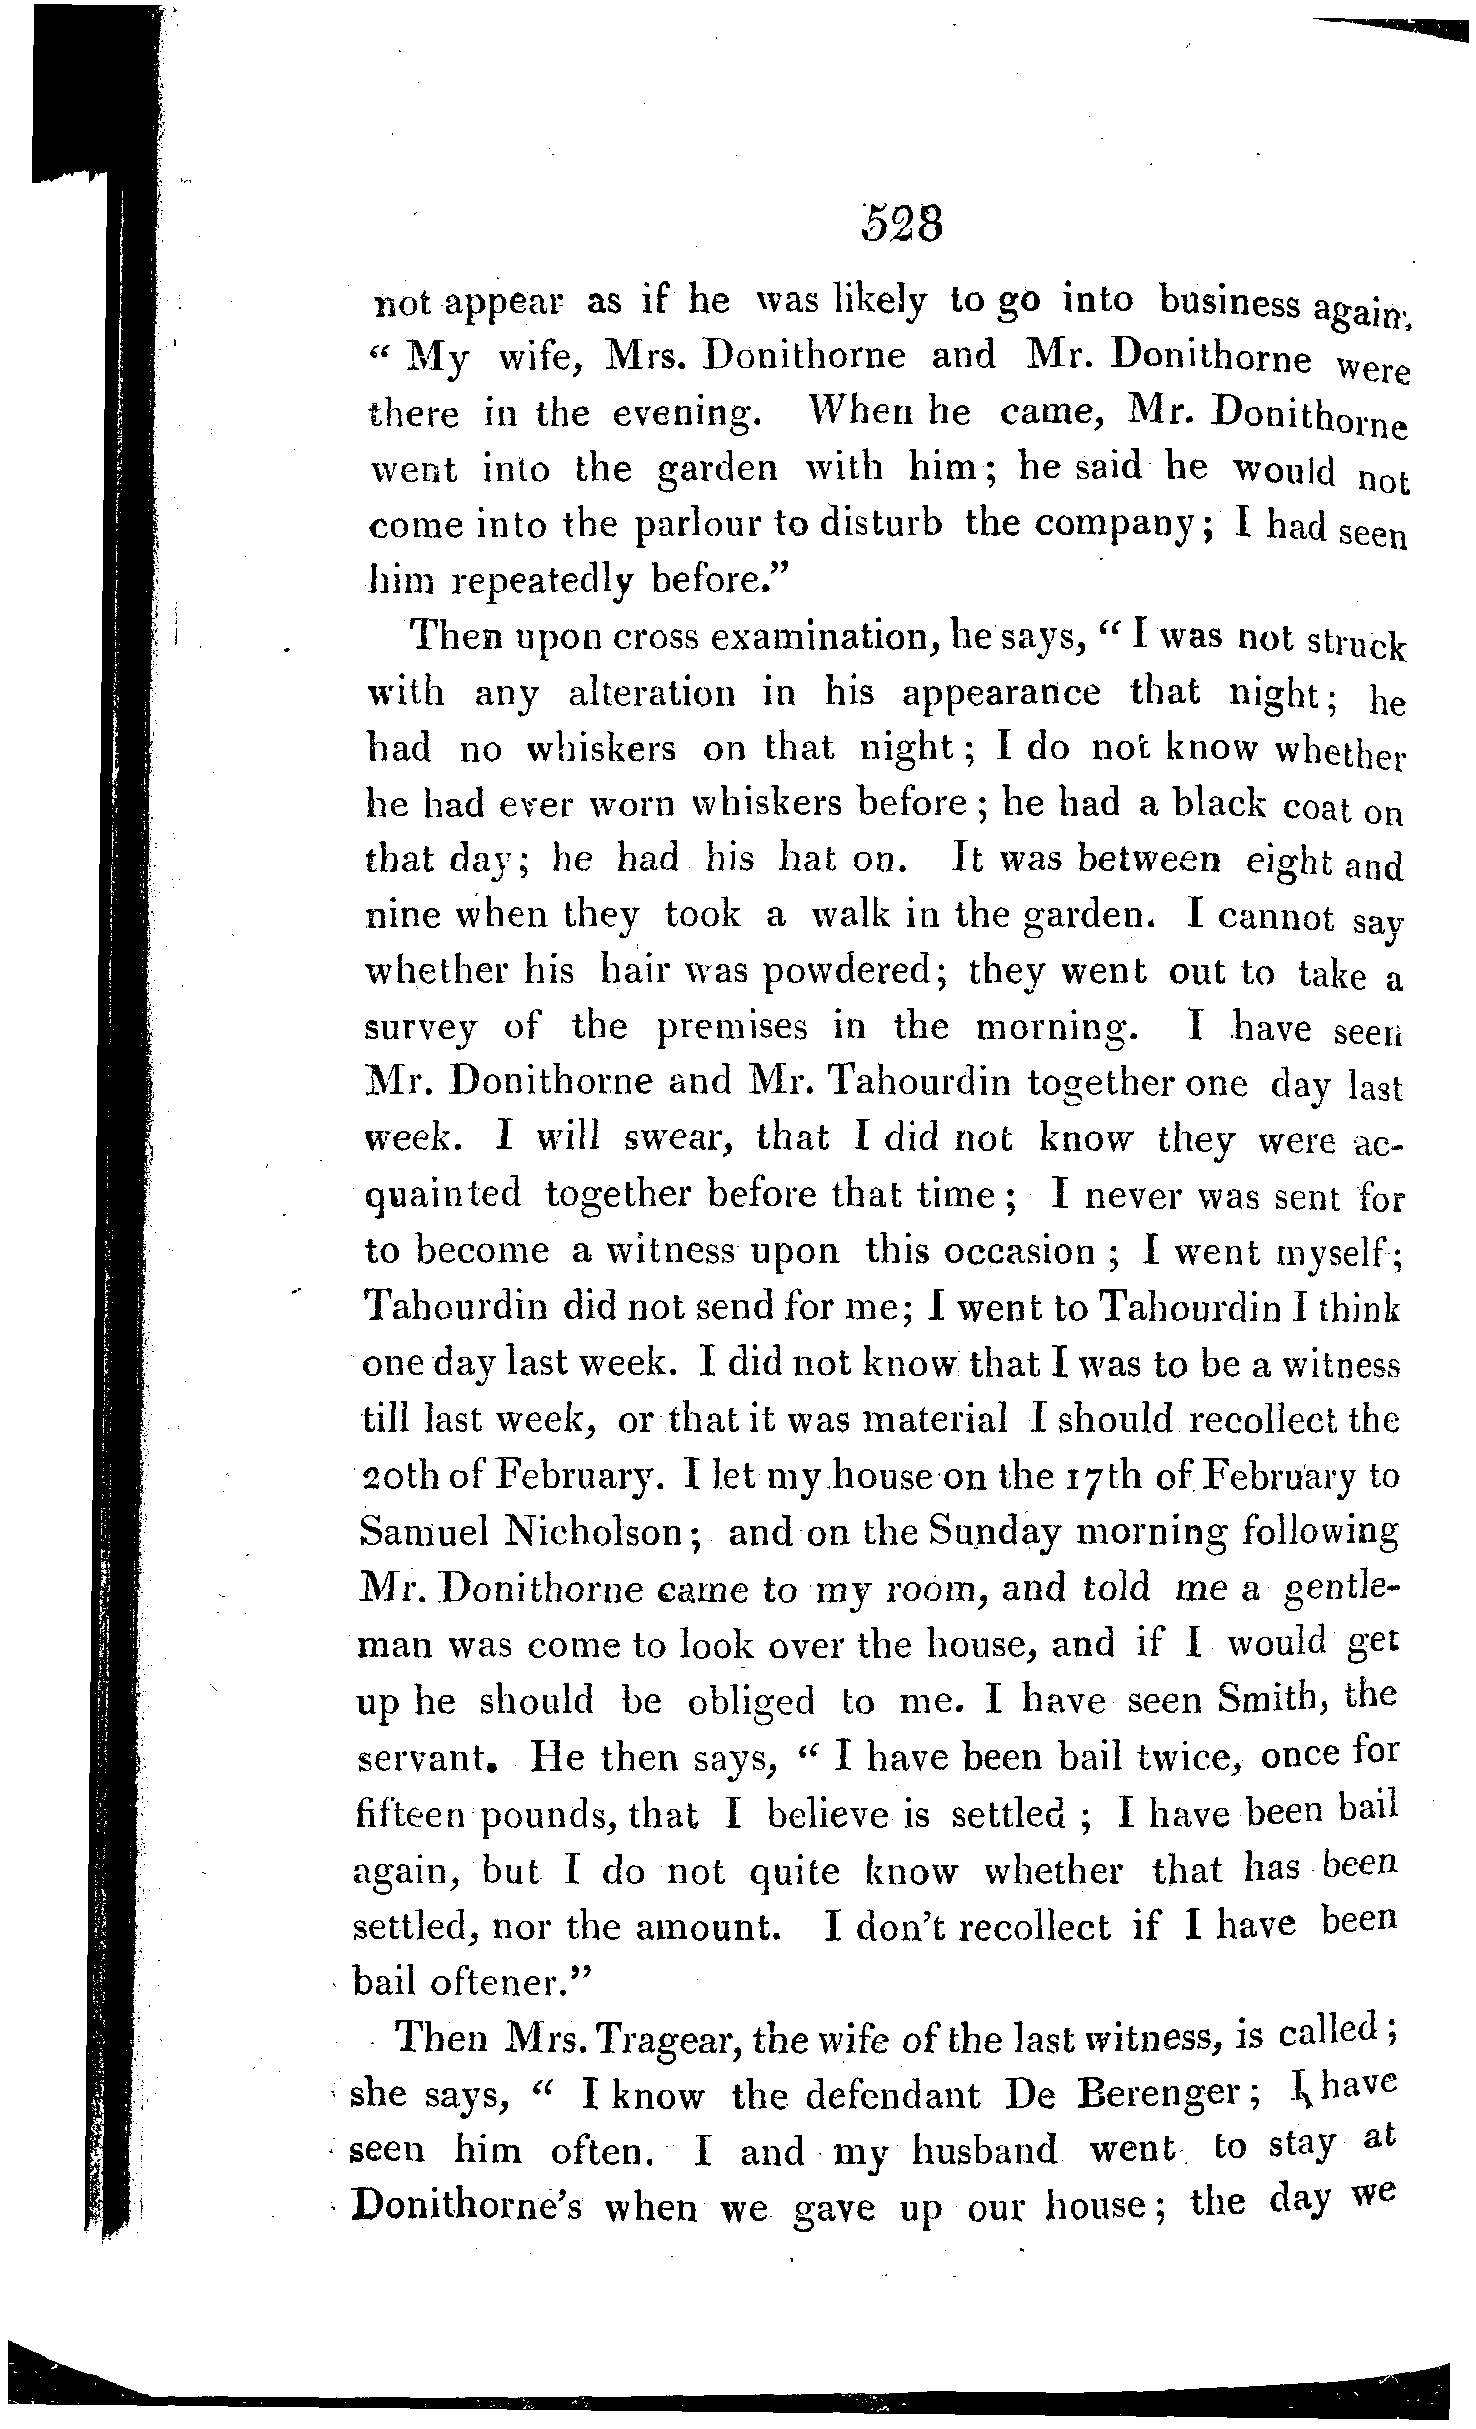 528
not appear as if he was likely to go into business again.
“ My wife, Mrs. Donithorne and Mr. Donithorne were
there in the evening. When he came, Mr. Donithorne
went into the garden with him; he said he would not
come into the parlour to disturb the company; I had seen
him repeatedly before.”
Then upon cross examination, he says, “ I was not struck
with any alteration in his appearance that night; he
had no whiskers on that night; I do not know whether
he had ever worn whiskers before; he had a black coat on
that day; he had his hat on. It was between eight and
nine when they took a walk in the garden. I cannot say
whether his hair was powdered; they went out to take a
survey of the premises in the morning. I have seen
Mr. Donithorne and Mr. Tahourdin together one day last
week. I will swear, that I did not know they were ac-
quainted together before that time; I never was sent for
to become a witness upon this occasion; I went myself;
Tahourdin did not send for me; I went to Tahourdin I think
one day last week. I did not know that I was to be a witness
till last week, or that it was material I should recollect the
20th of February. I let my house on the 17th of February to
Samuel Nicholson; and on the Sunday morning following
Mr. Donithorne came to my room, and told me a gentle-
man was come to look over the house, and if I would get
up he should be obliged to me. I have seen Smith, the
servant. He then says, “ I have been bail twice, once for
fifteen pounds, that I believe is settled; I have been bail
again, but I do not quite know whether that has been
settled, nor the amount. I don't recollect if I have been
bail oftener.”
Then Mrs. Tragear, the wife of the last witness, is called;
she says, “ I know the defendant De Berenger; I have
seen him often. I and my husband went to stay at
Donithorne's when we gave up our house; the day we